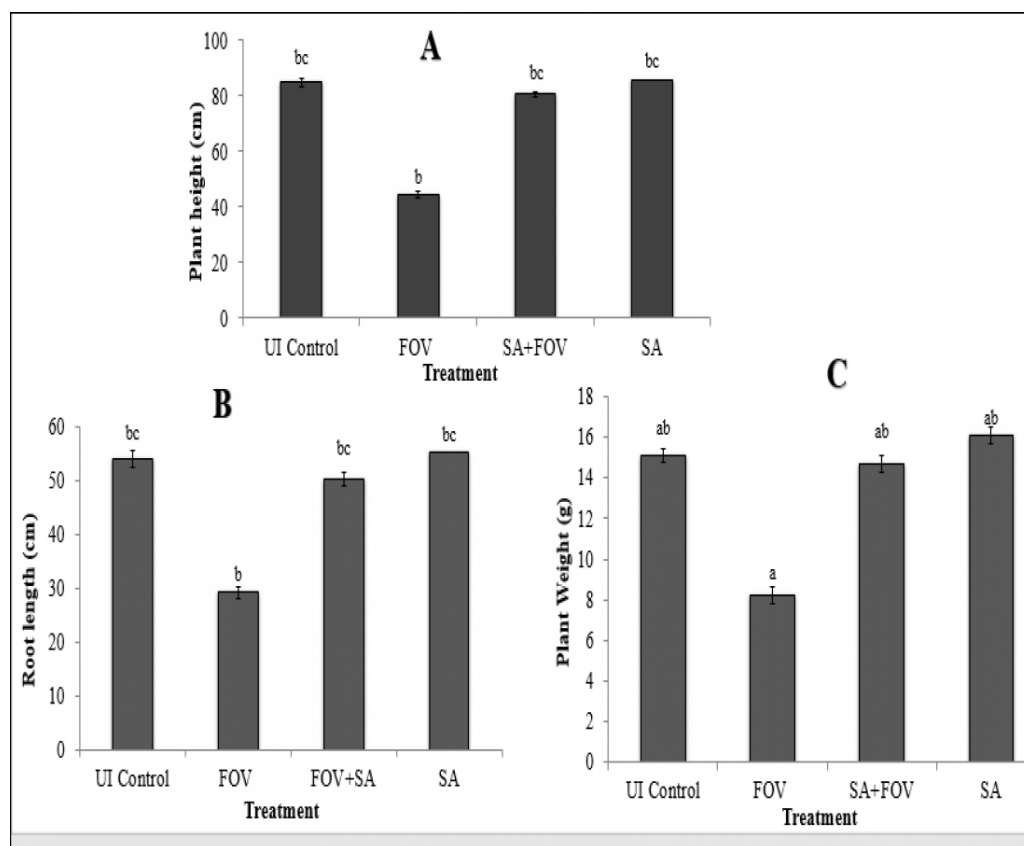 A
Plant height (cm)
100
80
60
40
20
0
bc
b
bc
bc
UI Control FOV SA+FOV SA
Treatment
B
Root length (cm)
60
50
40
30
20
10
0
bc
b
bc
bc
UI Control FOV FOV+SA SA
Treatment
C
Plant Weight (g)
18
16
14
12
10
8
6
4
2
0
ab
a
ab
ab
UI Control FOV SA+FOV SA
Treatment